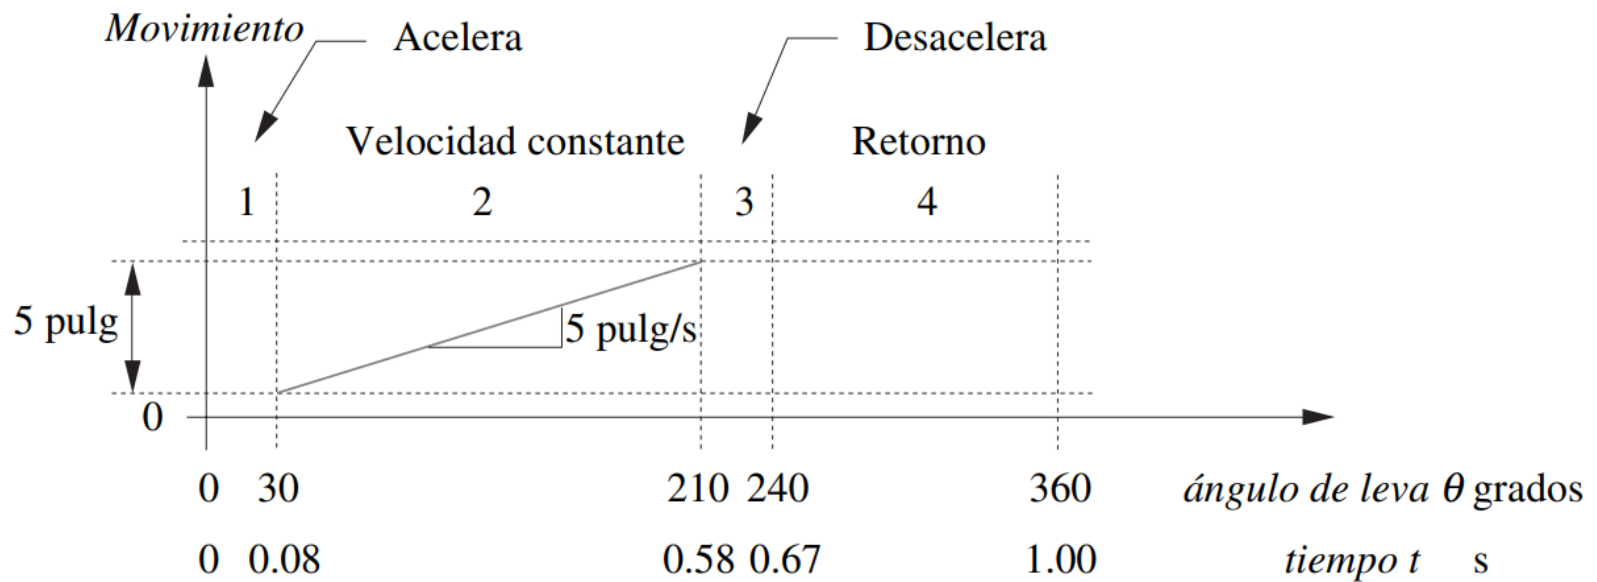 Movimiento
Acelera
Desacelera
Velocidad constante
Retorno
1
2
3
4
5 pulg
5 pulg/s
0
0 30 210 240 360 ángulo de leva θ grados
0 0.08 0.58 0.67 1.00 tiempo t s